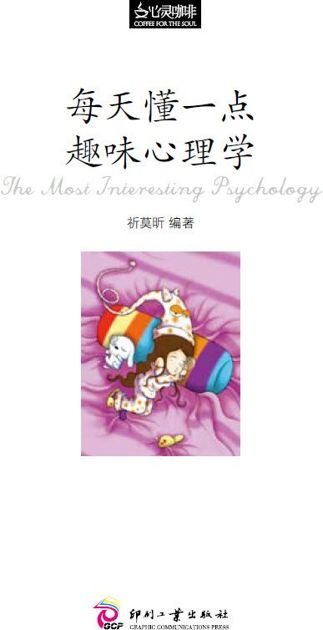 心灵咖啡
COFFEE FOR THE SOUL
每天懂一点
趣味心理学
The Most Interesting Psychology
祈莫昕 编著
GCP
印刷工业出版社
GRAPHIC COMMUNICATIONS PRESS